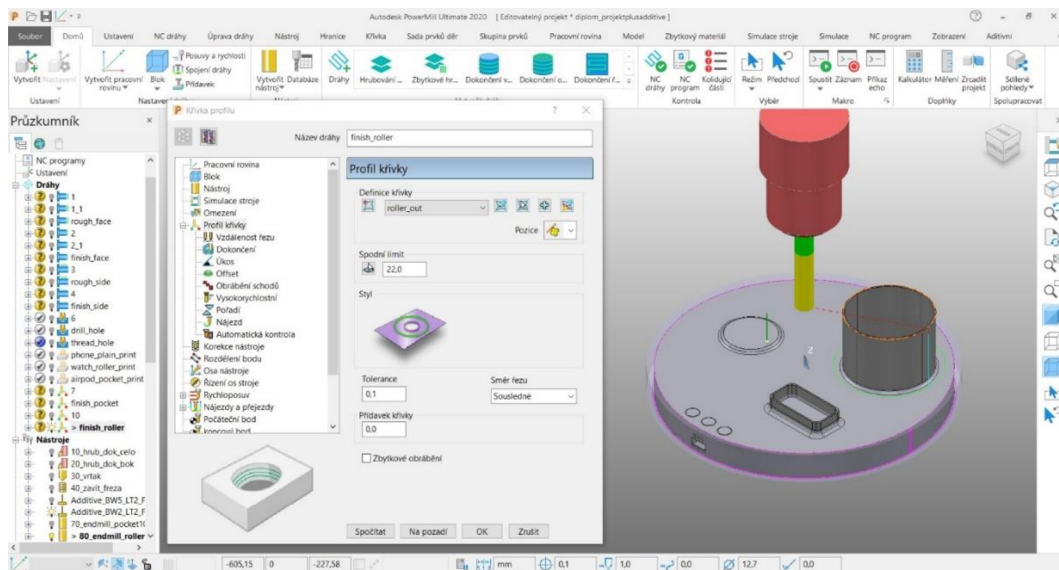 Autodesk PowerMill Ultimate 2020 [ Editovatelný projekt * diplom_projektplusadditive ]
Soubor Domů Ustavení NC dráhy Úprava dráhy Nástroj Hranice Křivka Sada prvků děr Skupina prvků Pracovní rovina Model Zbytkový materiál Simulace stroje Simulace NC program Zobrazení Aditivní
Posuvy a rychlosti
Spojení dráhy
Přídavek
Vytvořit Nastavení
Vytvořit pracovní rovinu
Blok
Vytvořit nástroj
Databáze
Dráhy
Hrubování ...
Zbytkové hr...
Dokončení v...
Dokončení o...
Dokončení f...
NC dráhy
NC program
Kolidující části
Režim
Předchozí
Spustit
Záznam
Příkaz echo
Kalkulátor
Měření
Zrcadlit projekt
Sdílené pohledy
Ustavení
Kontrola
Výběr
Makro
Doplňky
Spolupracovat
Průzkumník
NC programy
Ustavení
Dráhy
1
1_1
rough_face
2
2_1
finish_face
3
rough_side
4
finish_side
6
drill_hole
thread_hole
phone_plain_print
watch_roller_print
airpod_pocket_print
7
finish_pocket
10
> finish_roller
Nástroje
10_hrub_dok_celo
20_hrub_dok_bok
30_vrtak
40_zavit_freza
Additive_BW5_LT2_F
Additive_BW2_LT2_F
70_endmill_pocket10
> 80_endmill_roller
Křivka profilu
Název dráhy finish_roller
Pracovní rovina
Blok
Nástroj
Simulace stroje
Omezení
Profil křivky
Vzdálenost řezu
Dokončení
Úkos
Offset
Obrábění schodů
Vysokorychlostní
Pořadí
Nájezd
Automatická kontrola
Korekce nástroje
Rozdělení bodu
Osa nástroje
Řízení os stroje
Rychloposuv
Nájezdy a přejezdy
Počáteční bod
koncový bod
Profil křivky
Definice křivky
roller_out
Pozice
Spodní limit
22,0
Styl
Tolerance
0,1
Směr řezu
Sousledné
Přídavek křivky
0,0
Zbytkové obrábění
Spočítat Na pozadí OK Zrušit
Z
-605,15 0 -227,58 mm 0,1 1,0 0,0 12,7 0,0